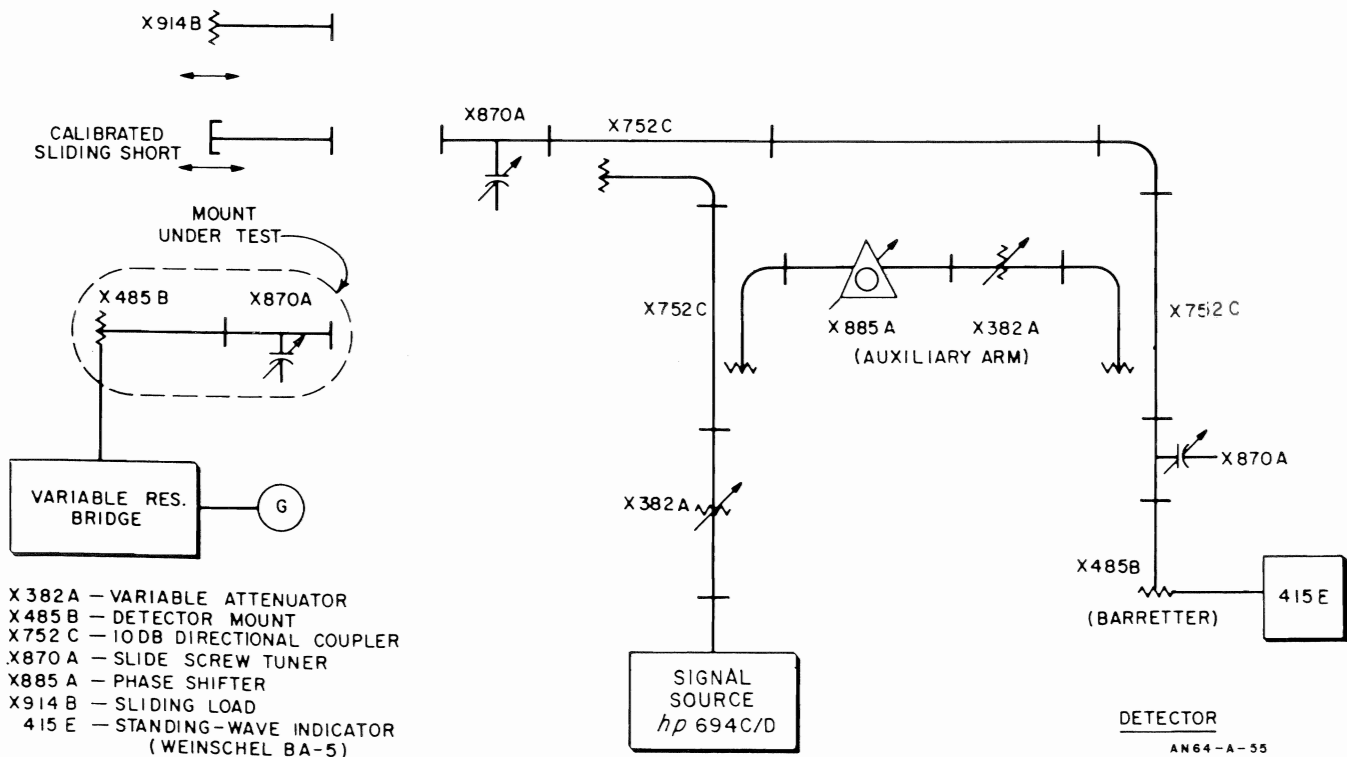 X914B
CALIBRATED
SLIDING SHORT
MOUNT
UNDER TEST
X485B
X870A
VARIABLE RES.
BRIDGE
G
X870A
X752C
X752C
X885A
X382A
(AUXILIARY ARM)
X752C
X870A
X382A
X485B
(BARRETTER)
415E
SIGNAL
SOURCE
hp 694C/D
X382A — VARIABLE ATTENUATOR
X485B — DETECTOR MOUNT
X752C — 10DB DIRECTIONAL COUPLER
X870A — SLIDE SCREW TUNER
X885A — PHASE SHIFTER
X914B — SLIDING LOAD
415E — STANDING-WAVE INDICATOR
(WEINSCHEL BA-5)
DETECTOR
AN64-A-55